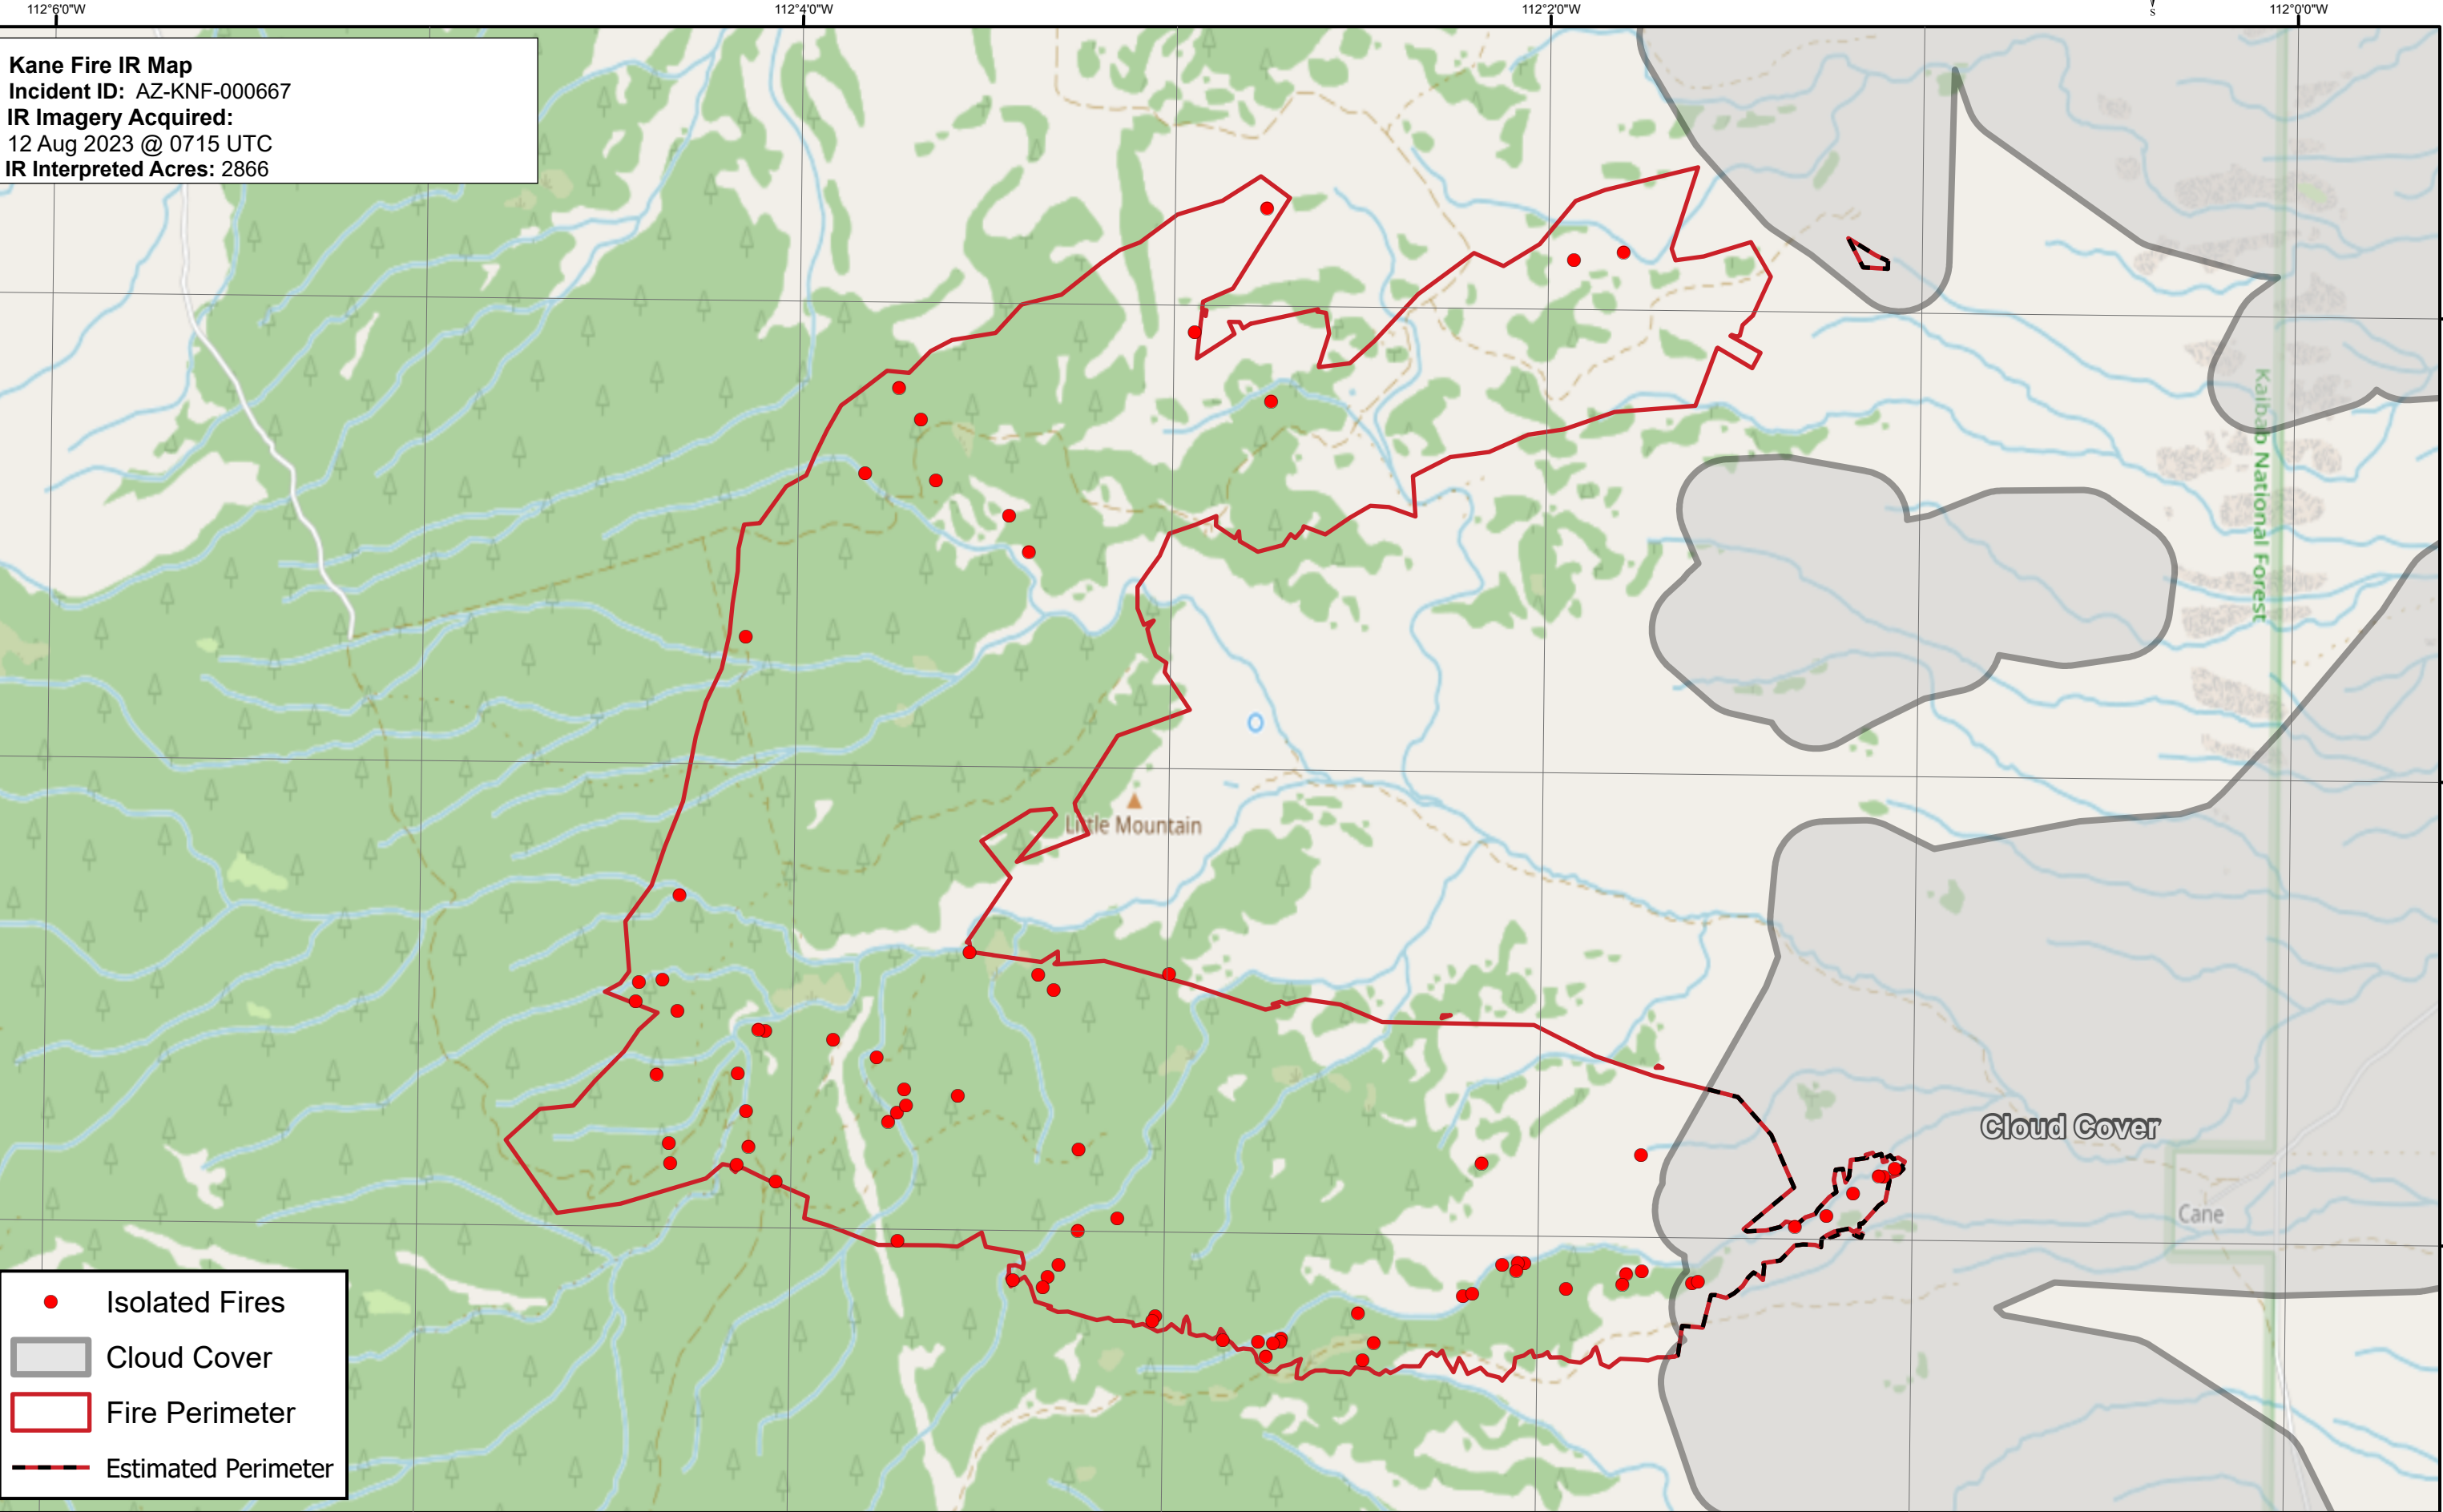 112°6'0"W
112°4'0"W
112°2'0"W
S
112°0'0"W
Kane Fire IR Map
Incident ID: AZ-KNF-000667
IR Imagery Acquired:
12 Aug 2023 @ 0715 UTC
IR Interpreted Acres: 2866
Kaibab National Forest
Little Mountain
Cloud Cover
Cane
Isolated Fires
Cloud Cover
Fire Perimeter
Estimated Perimeter